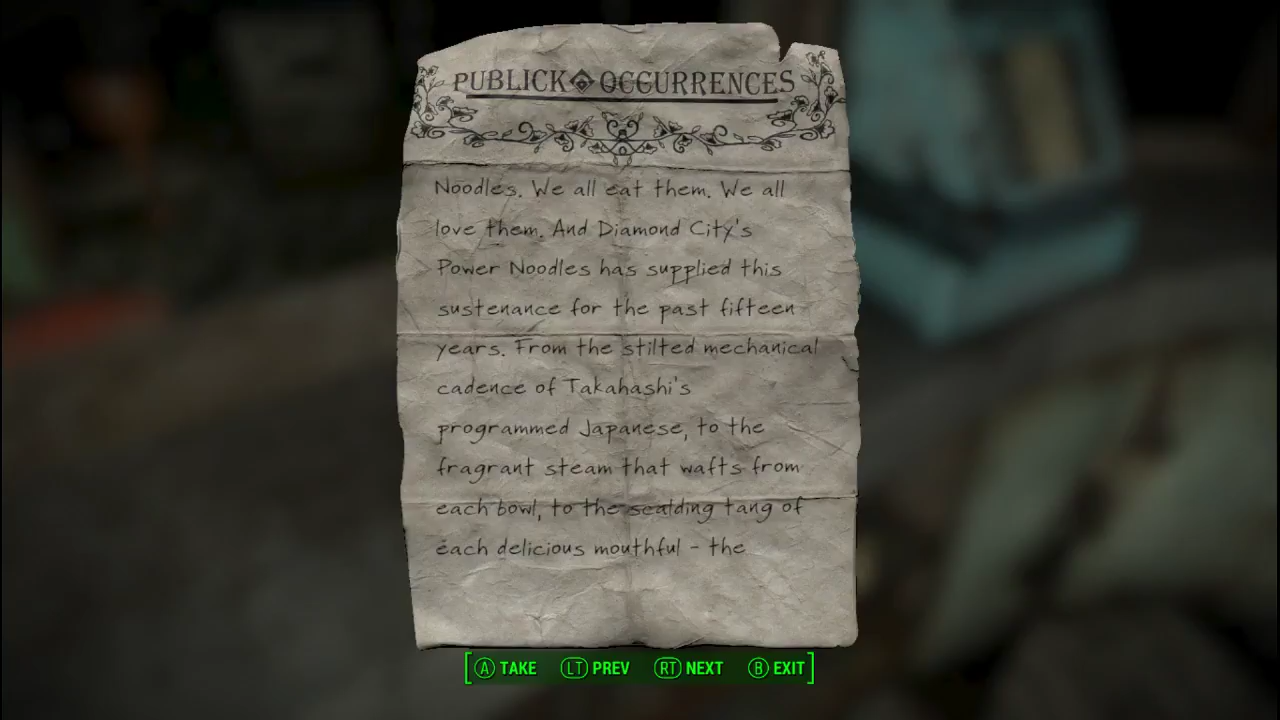 PUBLICK OCCURRENCES
Noodles. We all eat them. We all
love them. And Diamond City's
Power Noodles has supplied this
sustenance for the past fifteen
years. From the stilted mechanical
cadence of Takahashi's
programmed Japanese, to the
fragrant steam that wafts from
each bowl, to the scalding tang of
each delicious mouthful - the
A TAKE LT PREV RT NEXT B EXIT